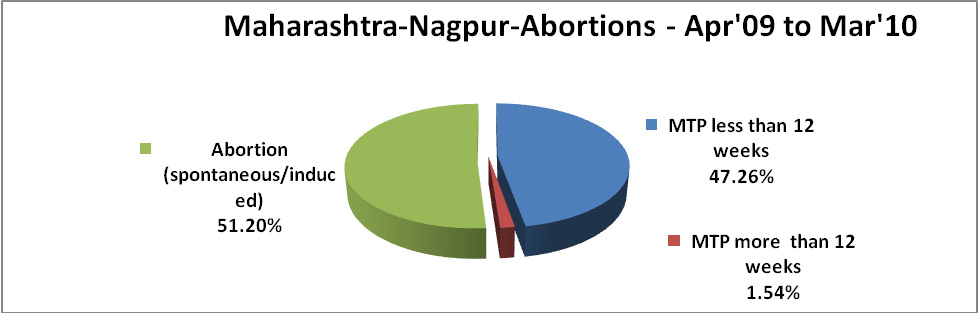 Maharashtra-Nagpur-Abortions - Apr'09 to Mar'10
Abortion
(spontaneous/induc
ed)
51.20%
MTP less than 12
weeks
47.26%
MTP more  than 12
weeks
1.54%